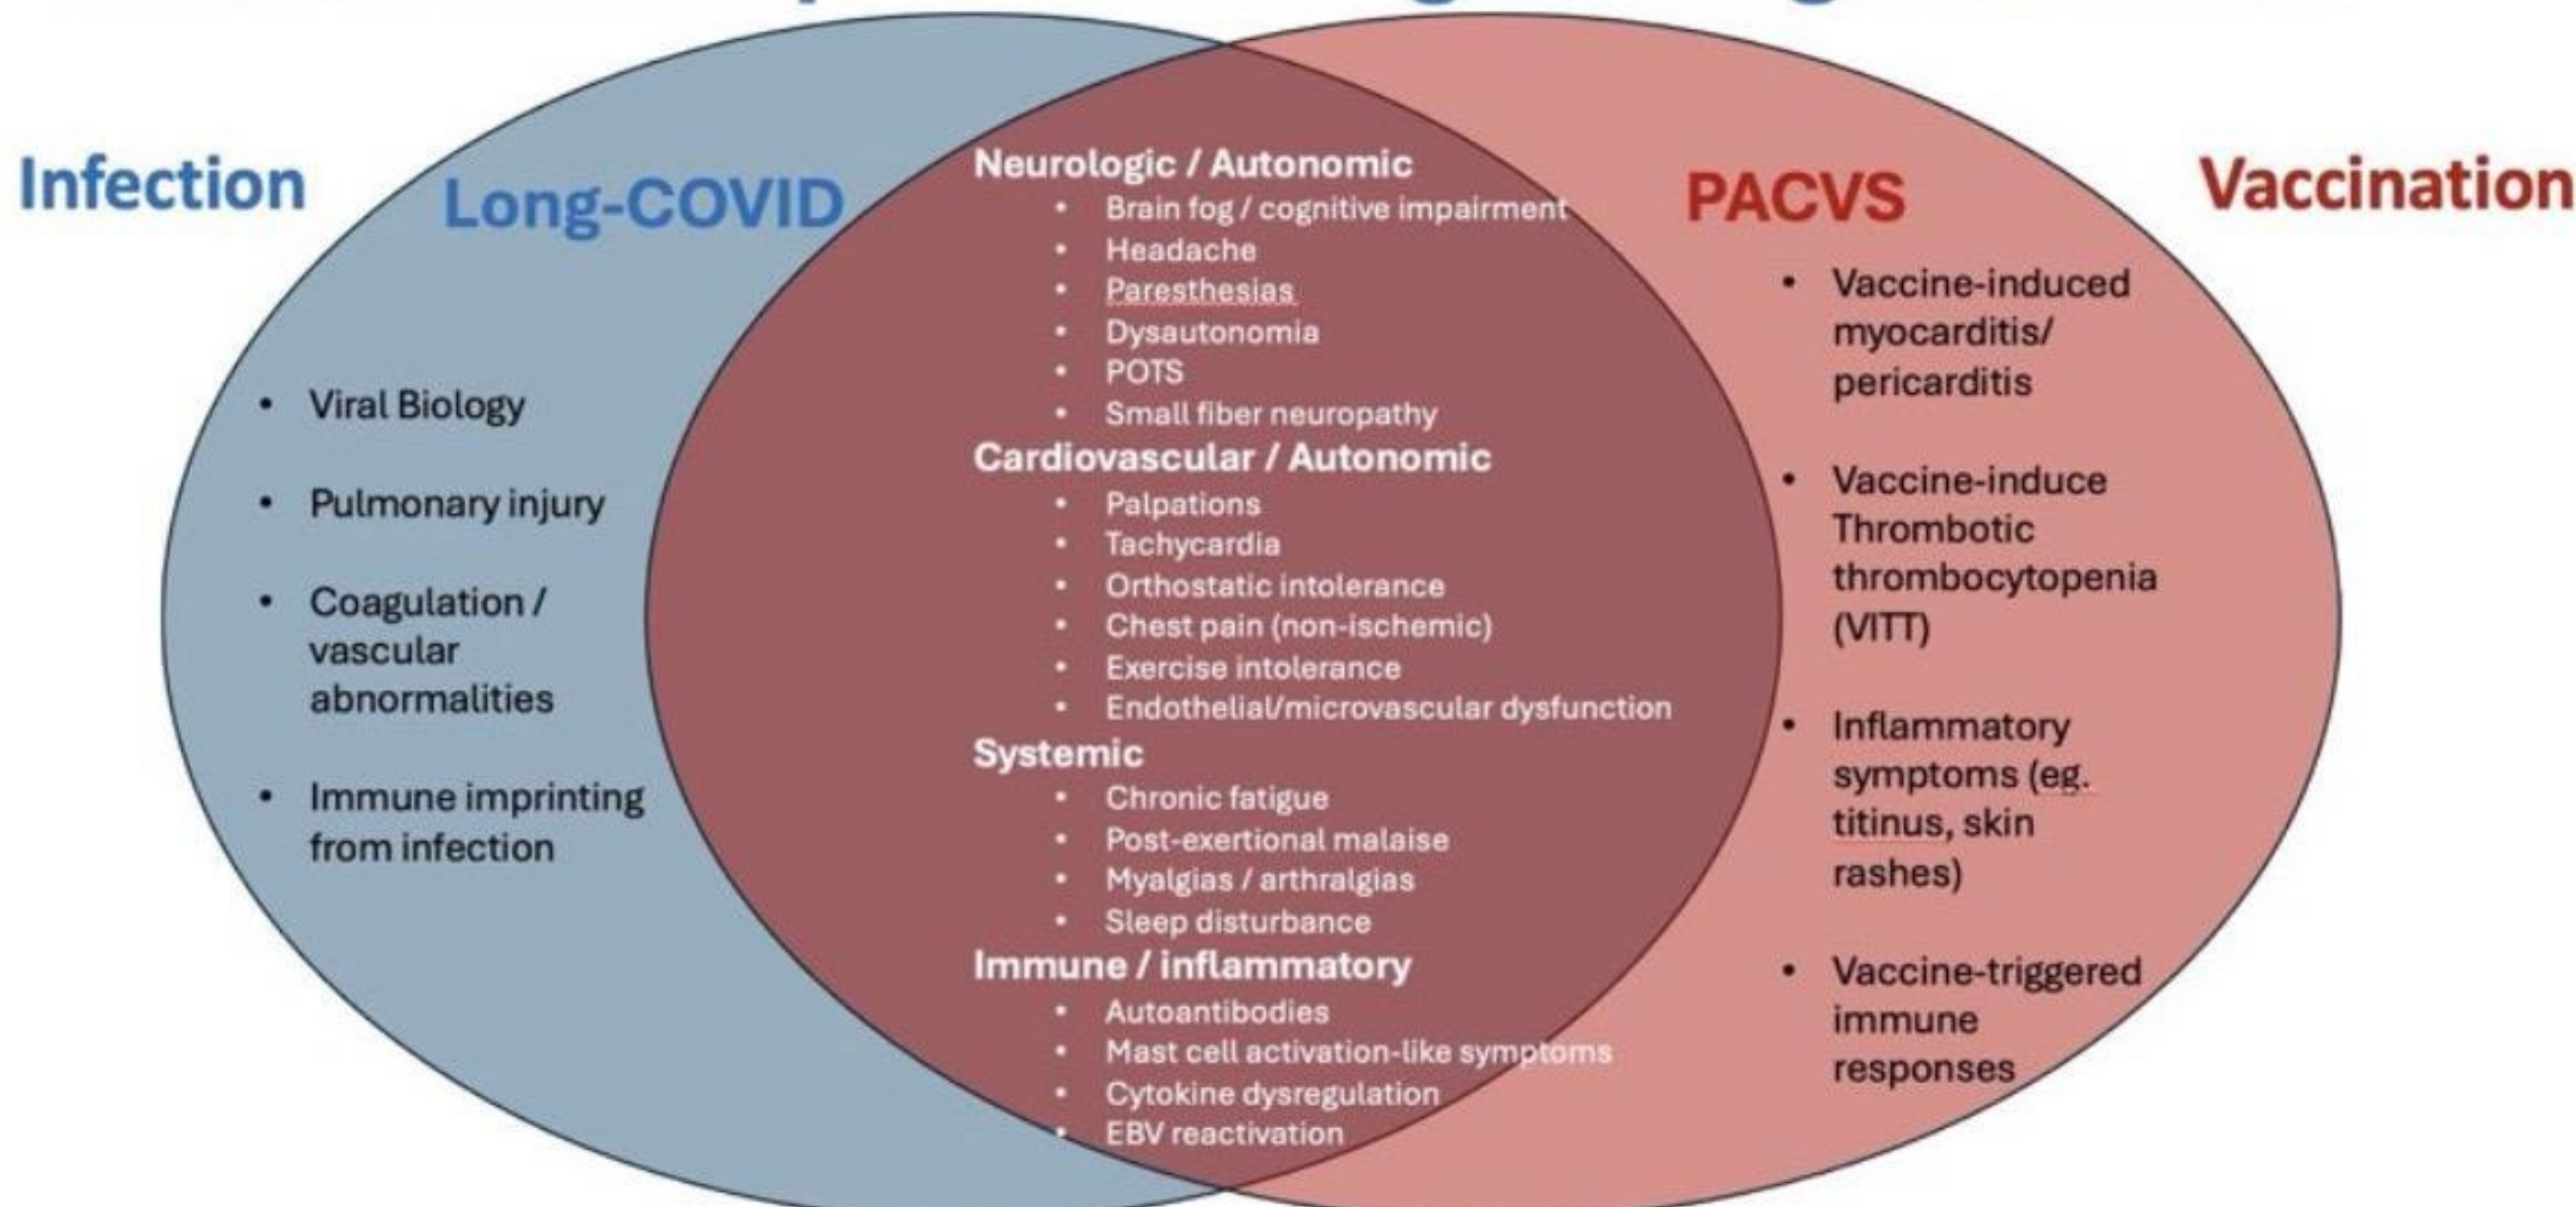 Infection
Long-COVID
• Viral Biology
• Pulmonary injury
• Coagulation /
vascular
abnormalities
• Immune imprinting
from infection
Neurologic / Autonomic
• Brain fog / cognitive impairment
• Headache
• Paresthesias
• Dysautonomia
• POTS
• Small fiber neuropathy
Cardiovascular / Autonomic
• Palpations
• Tachycardia
• Orthostatic intolerance
• Chest pain (non-ischemic)
• Exercise intolerance
• Endothelial/microvascular dysfunction
Systemic
• Chronic fatigue
• Post-exertional malaise
• Myalgias / arthralgias
• Sleep disturbance
Immune / inflammatory
• Autoantibodies
• Mast cell activation-like symptoms
• Cytokine dysregulation
• EBV reactivation
PACVS
Vaccination
• Vaccine-induced
myocarditis/
pericarditis
• Vaccine-induce
Thrombotic
thrombocytopenia
(VITT)
• Inflammatory
symptoms (eg.
titinus, skin
rashes)
• Vaccine-triggered
immune
responses